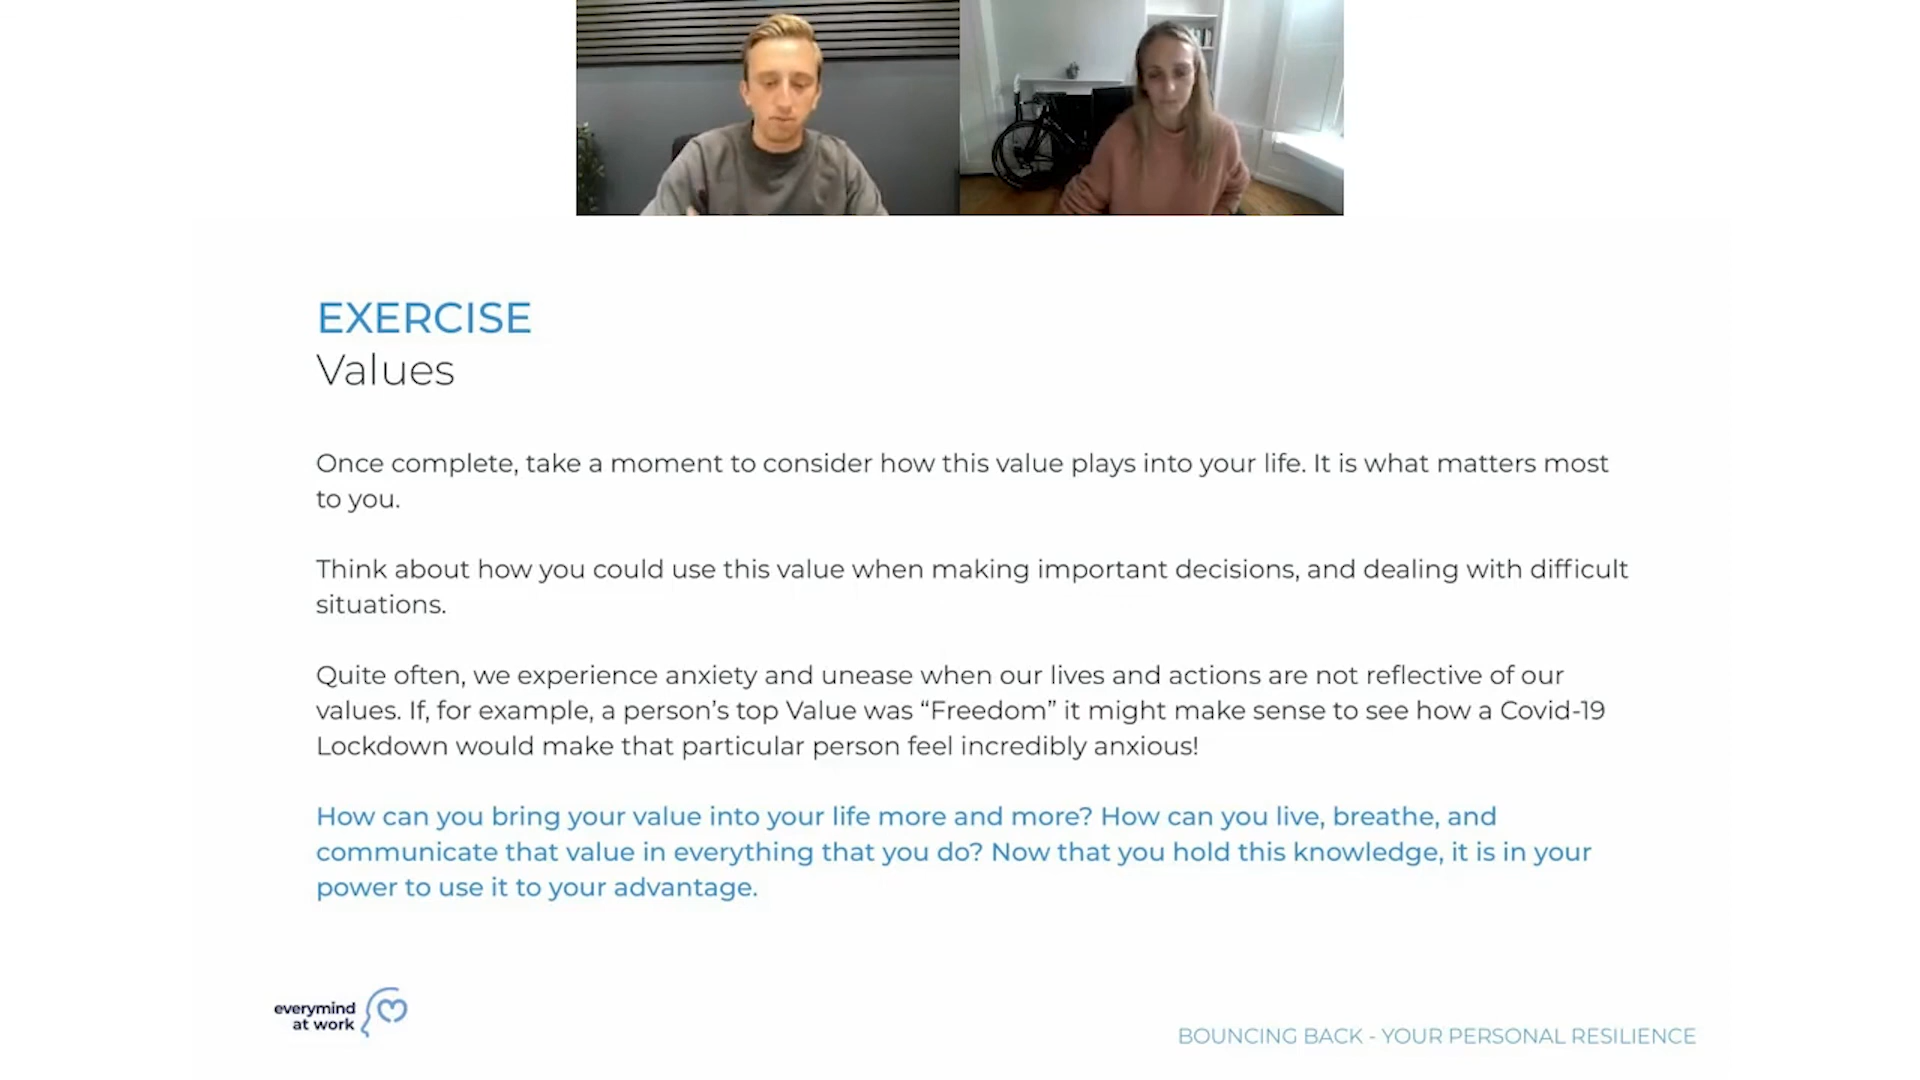 EXERCISE
Values
Once complete, take a moment to consider how this value plays into your life. It is what matters most
to you.
Think about how you could use this value when making important decisions, and dealing with difficult
situations.
Quite often, we experience anxiety and unease when our lives and actions are not reflective of our
values. If, for example, a person’s top Value was “Freedom” it might make sense to see how a Covid-19
Lockdown would make that particular person feel incredibly anxious!
How can you bring your value into your life more and more? How can you live, breathe, and
communicate that value in everything that you do? Now that you hold this knowledge, it is in your
power to use it to your advantage.
everymind
at work
BOUNCING BACK - YOUR PERSONAL RESILIENCE